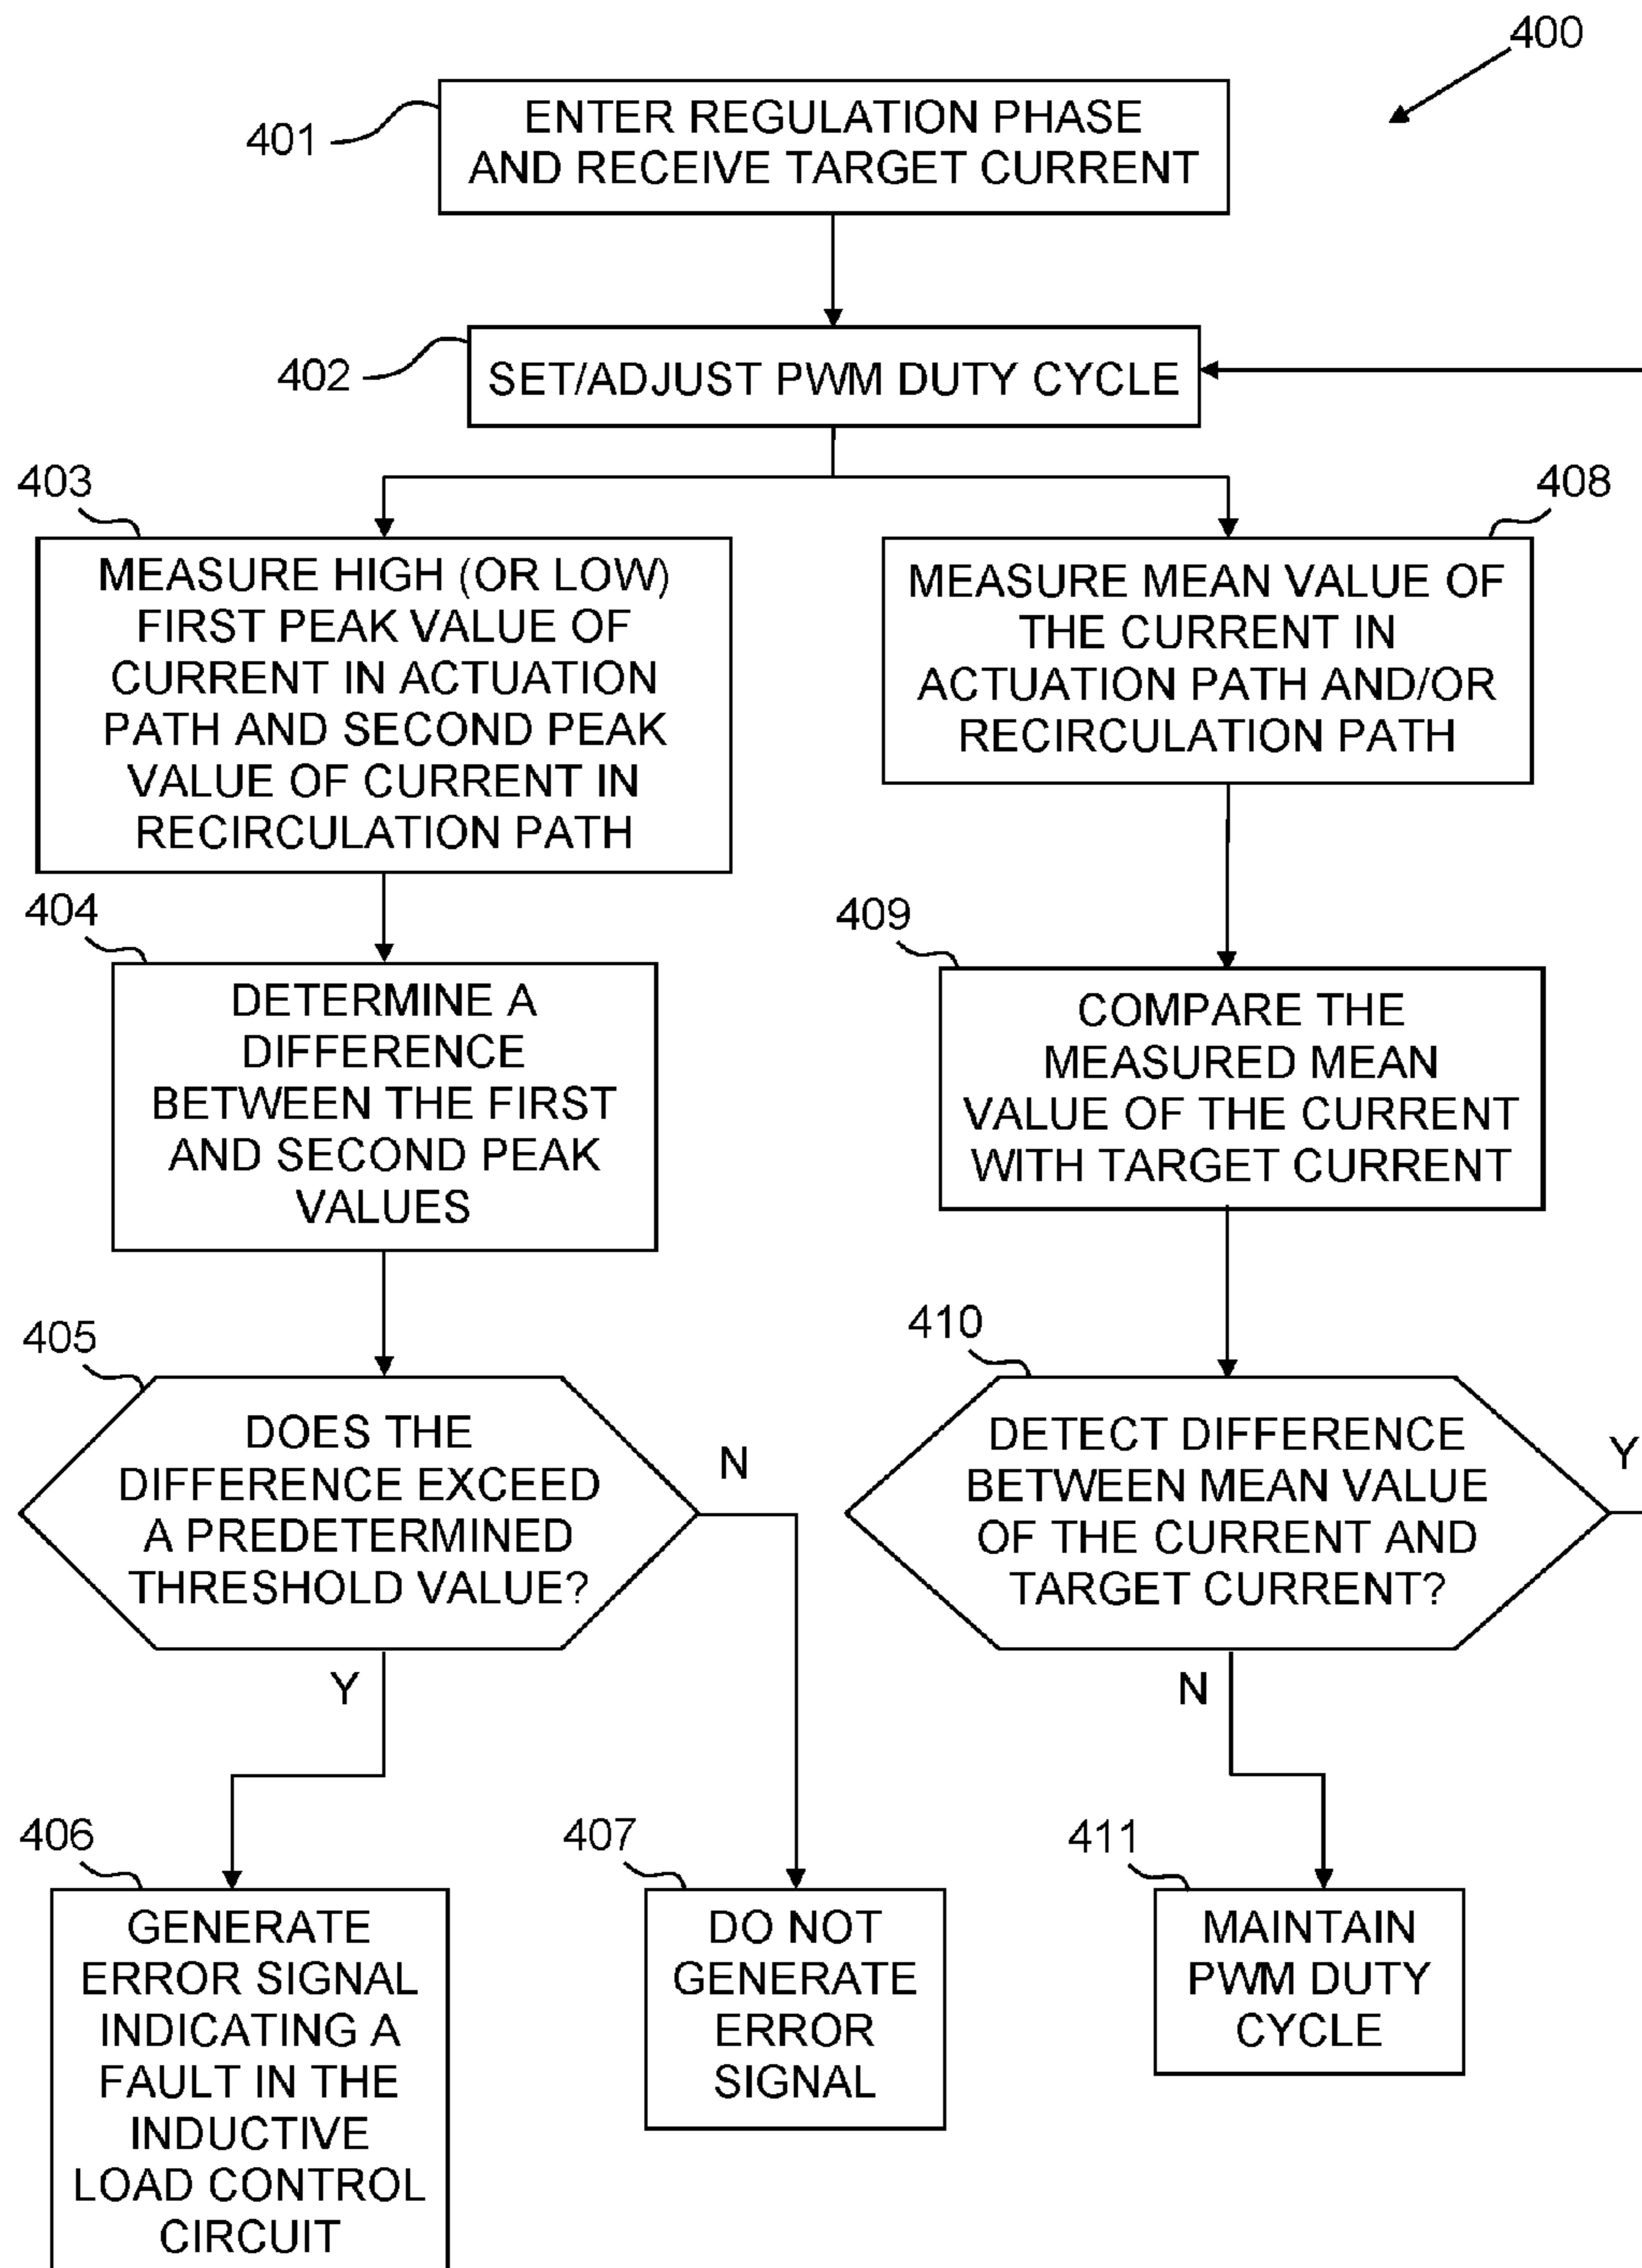 400
401
ENTER REGULATION PHASE
AND RECEIVE TARGET CURRENT
402
SET/ADJUST PWM DUTY CYCLE
403
MEASURE HIGH (OR LOW)
FIRST PEAK VALUE OF
CURRENT IN ACTUATION
PATH AND SECOND PEAK
VALUE OF CURRENT IN
RECIRCULATION PATH
408
MEASURE MEAN VALUE OF
THE CURRENT IN
ACTUATION PATH AND/OR
RECIRCULATION PATH
404
DETERMINE A
DIFFERENCE
BETWEEN THE FIRST
AND SECOND PEAK
VALUES
409
COMPARE THE
MEASURED MEAN
VALUE OF THE CURRENT
WITH TARGET CURRENT
405
DOES THE
DIFFERENCE EXCEED
A PREDETERMINED
THRESHOLD VALUE?
N
Y
410
DETECT DIFFERENCE
BETWEEN MEAN VALUE
OF THE CURRENT AND
TARGET CURRENT?
Y
N
406
GENERATE
ERROR SIGNAL
INDICATING A
FAULT IN THE
INDUCTIVE
LOAD CONTROL
CIRCUIT
407
DO NOT
GENERATE
ERROR
SIGNAL
411
MAINTAIN
PWM DUTY
CYCLE